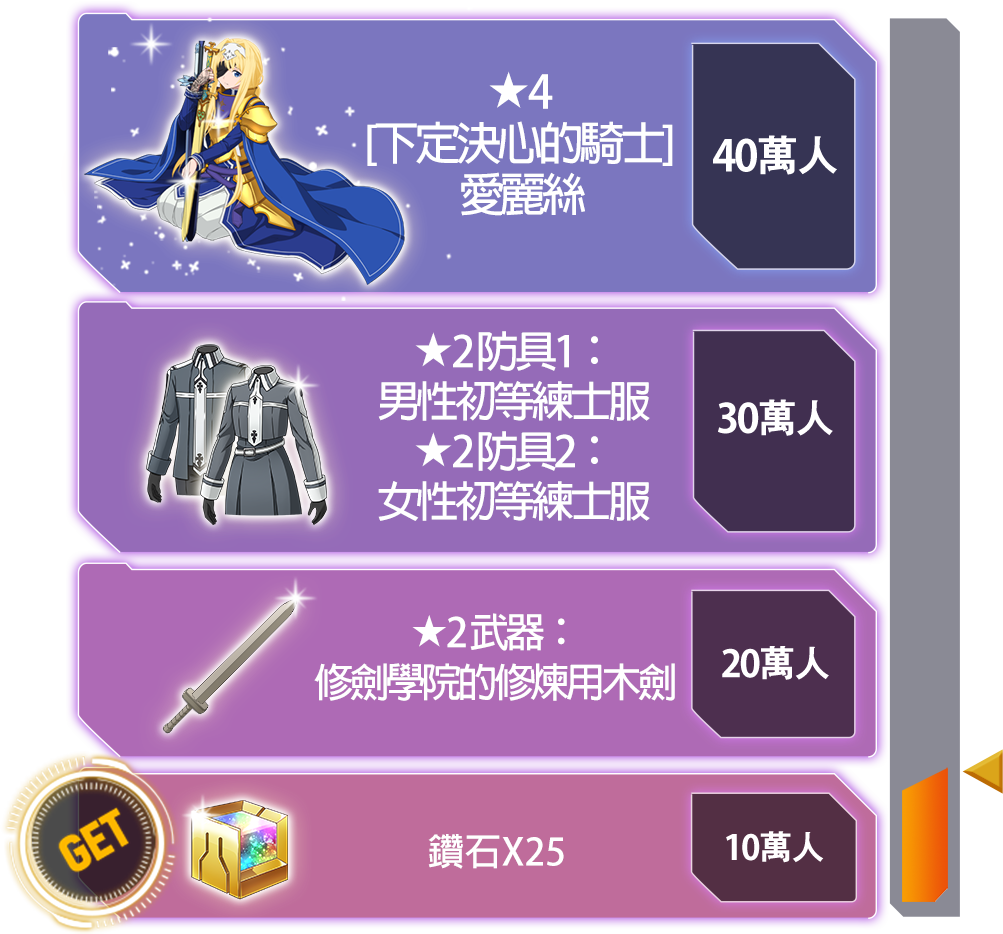 ★4
[下定決心的騎士]
愛麗絲
40萬人
★2防具1：
男性初等練士服
★2防具2：
女性初等練士服
30萬人
★2武器：
修劍學院的修煉用木劍
20萬人
GET
鑽石X25
10萬人